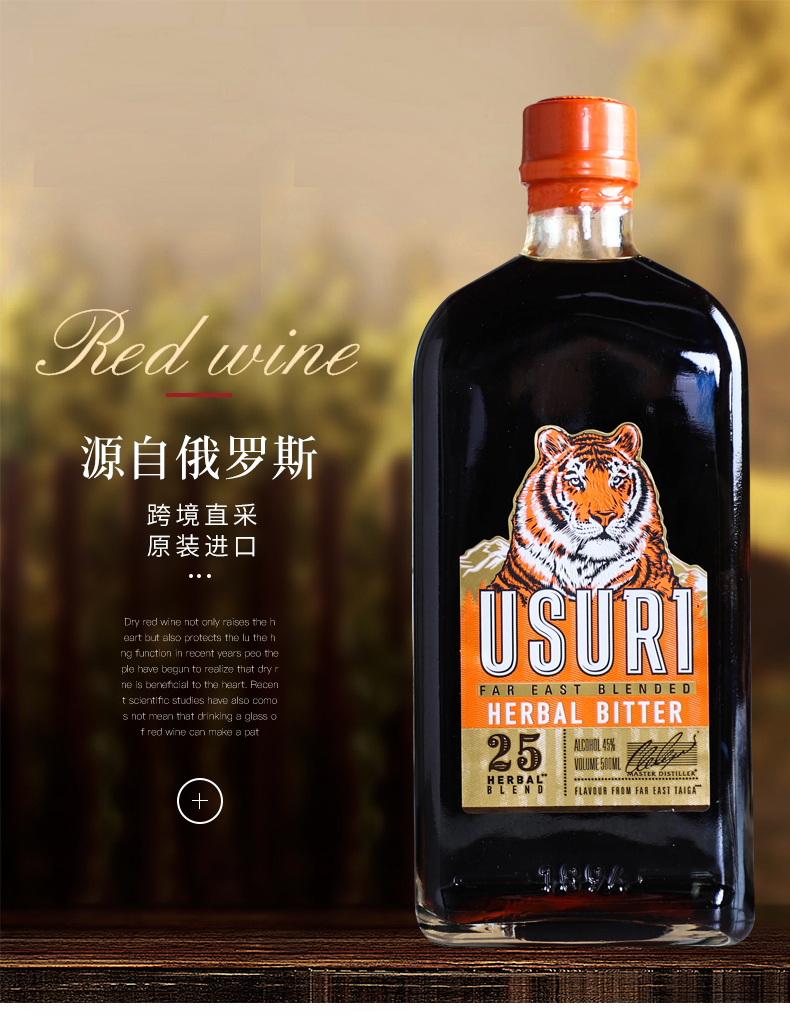 Red wine
源自俄罗斯
跨境直采
原装进口
Dry red wine not only raises the h
eart but also protects the lu the h
ng function in recent years peo the
ple have begun to realize that dry r
ne is beneficial to the heart. Recen
t scientific studies have also como
s not mean that drinking a glass o
f red wine can make a pat
USURI
FAR EAST BLENDED
HERBAL BITTER
25
HERBAL
BLEND
ALCOHOL 45%
VOLUME 500ML
MASTER DISTILLER
FLAVOUR FROM FAR EAST TAIGA
1894